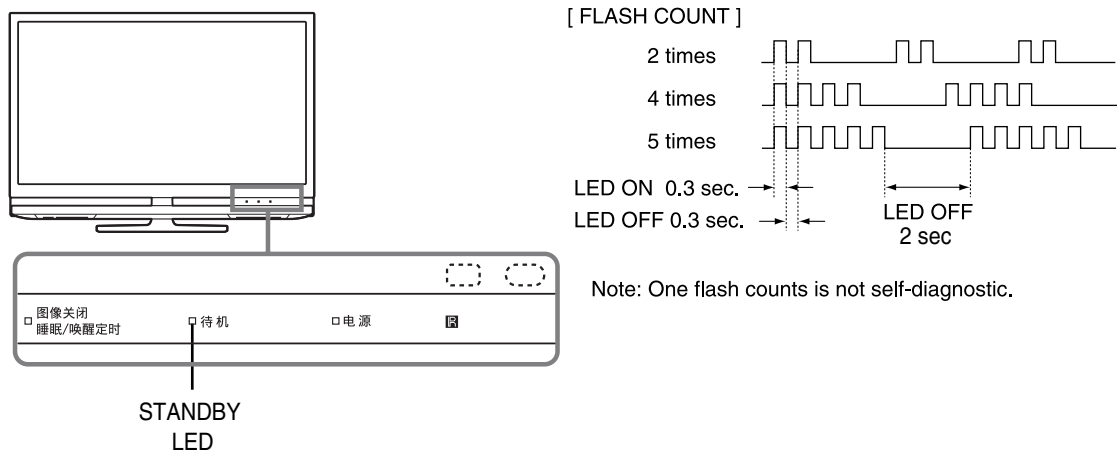 [ FLASH COUNT ]
2 times
4 times
5 times
LED ON 0.3 sec.
LED OFF 0.3 sec.
LED OFF
2 sec
Note: One flash counts is not self-diagnostic.
图像关闭
睡眠/唤醒定时
待机
电源
IR
STANDBY
LED